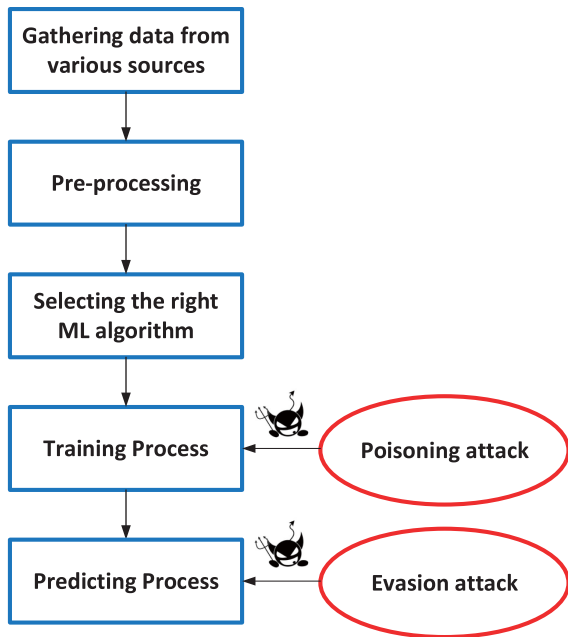 Gathering data from
various sources
Pre-processing
Selecting the right
ML algorithm
Training Process
Poisoning attack
Predicting Process
Evasion attack